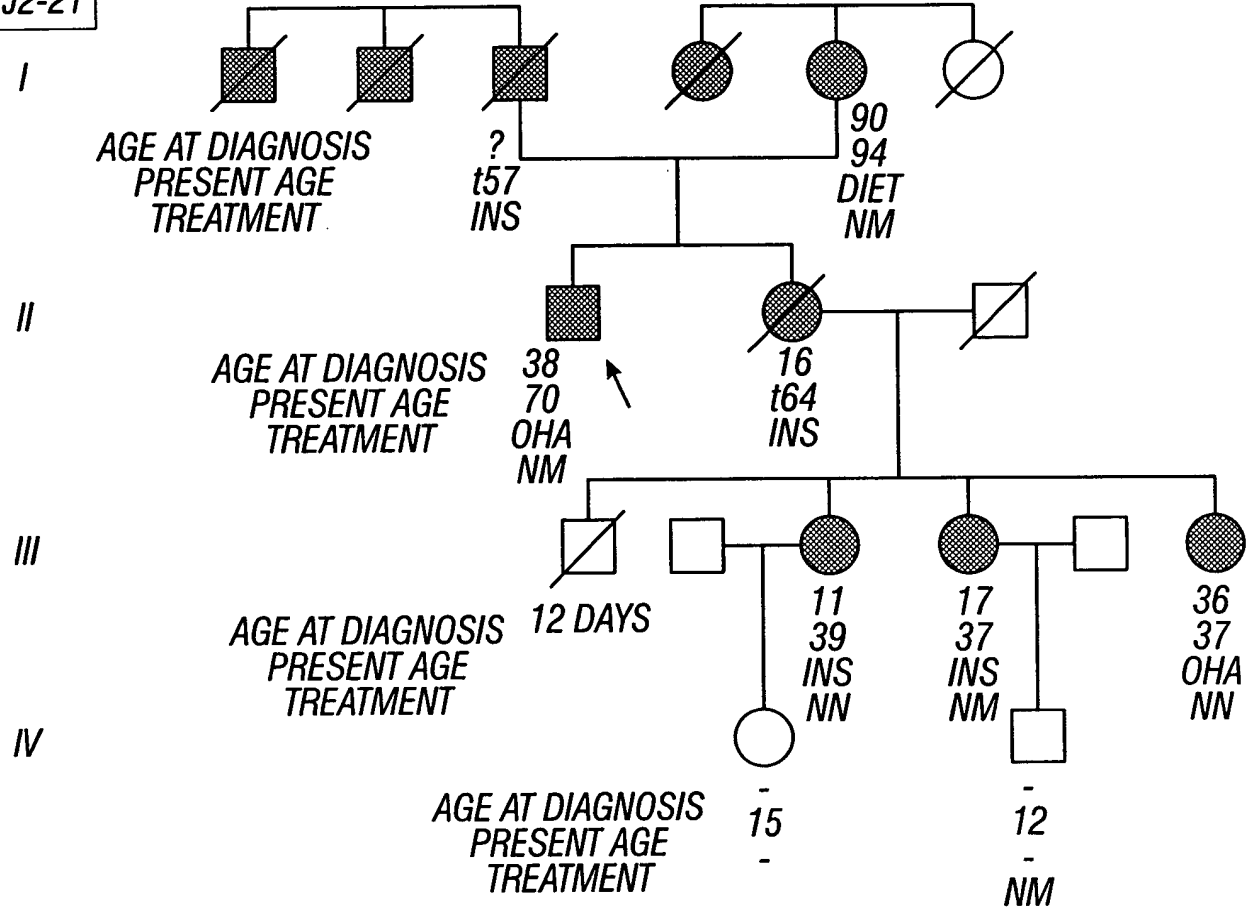 J2-21
I
AGE AT DIAGNOSIS
PRESENT AGE
TREATMENT
?
t57
INS
90
94
DIET
NM
II
AGE AT DIAGNOSIS
PRESENT AGE
TREATMENT
38
70
OHA
NM
16
t64
INS
III
12 DAYS
AGE AT DIAGNOSIS
PRESENT AGE
TREATMENT
11
39
INS
NN
17
37
INS
NM
36
37
OHA
NN
IV
AGE AT DIAGNOSIS
PRESENT AGE
TREATMENT
-
15
-
-
12
-
NM